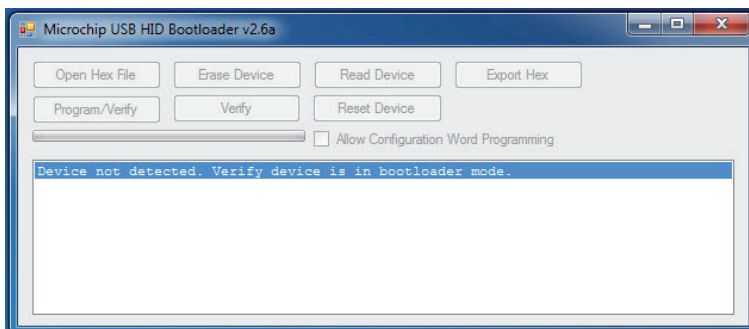 Microchip USB HID Bootloader v2.6a
Open Hex File Erase Device Read Device Export Hex
Program/Verify Verify Reset Device
Allow Configuration Word Programming
Device not detected. Verify device is in bootloader mode.